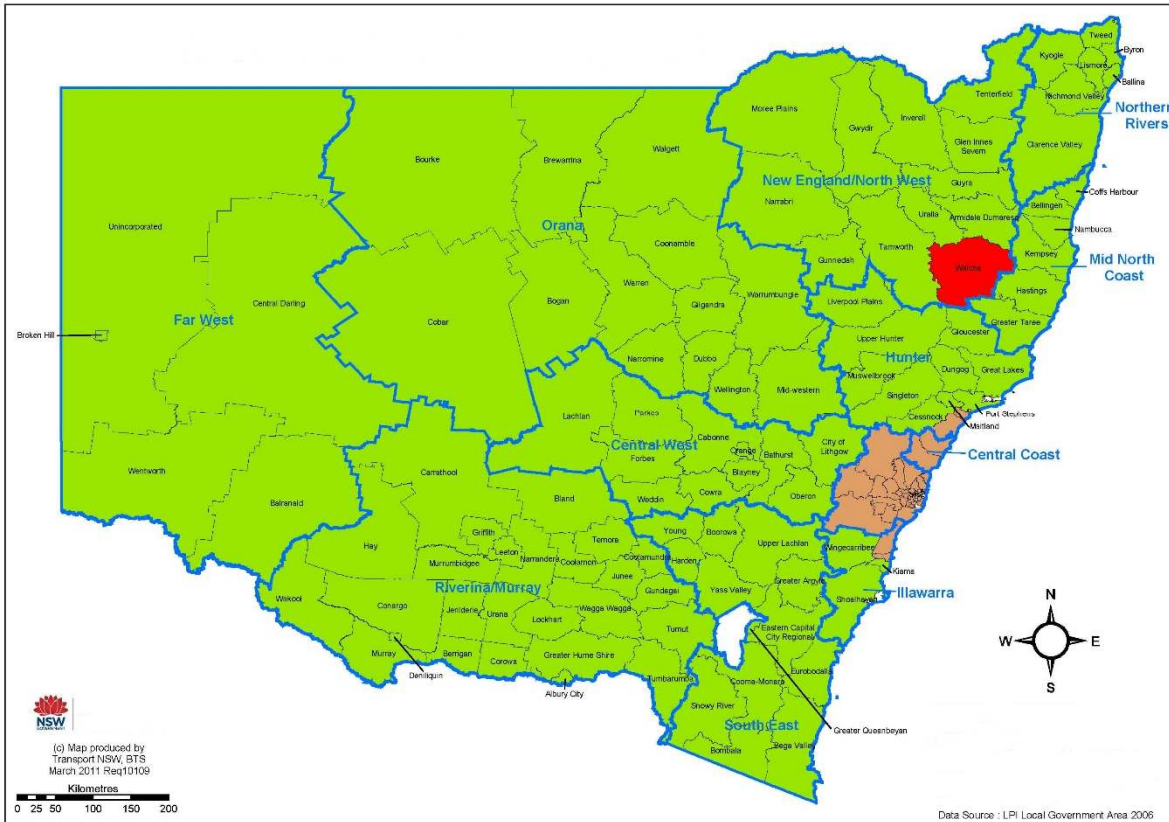 Tweed
Kyogle
Byron
Lismore
Ballina
Richmond Valley
Tenterfield
Northern
Rivers
Moree Plains
Inverell
Gwydir
Glen Innes
Severn
Clarence Valley
Bourke
Brewarrina
Walgett
New England/North West
Guyra
Coffs Harbour
Narrabri
Bellingen
Uralla
Armidale Dumaresq
Nambucca
Unincorporated
Orana
Coonamble
Tamworth
Gunnedah
Walcha
Kempsey
Mid North
Coast
Central Darling
Bogan
Warren
Gilgandra
Warrumbungle
Liverpool Plains
Hastings
Far West
Cobar
Broken Hill
Gloucester
Greater Taree
Upper Hunter
Hunter
Narromine
Dubbo
Wellington
Mid-western
Muswellbrook
Dungog
Great Lakes
Singleton
Cessnock
Port Stephens
Maitland
Lachlan
Parkes
Central West
Cabonne
Forbes
Orange
Bathurst
City of
Lithgow
Blayney
Central Coast
Wentworth
Carrathool
Balranald
Bland
Weddin
Cowra
Oberon
Hay
Griffith
Leeton
Temora
Young
Boorowa
Upper Lachlan
Wingecarribee
Murrumbidgee
Narrandera
Coolamon
Cootamundra
Harden
Junee
Kiama
Riverina/Murray
Gundagai
Yass Valley
Greater Argyle
Illawarra
Wakool
Conargo
Jerilderie
Urana
Lockhart
Wagga Wagga
Shoalhaven
Tumut
Eastern Capital
City Regional
Murray
Berrigan
Corowa
Greater Hume Shire
Eurobodalla
Deniliquin
Albury City
Tumbarumba
Cooma-Monaro
Snowy River
South East
Greater Queanbeyan
Bombala
Bega Valley
N
W
E
S
NSW
GOVERNMENT
(c) Map produced by
Transport NSW, BTS
March 2011 Req10109
Kilometres
0 25 50 100 150 200
Data Source : LPI Local Government Area 2006